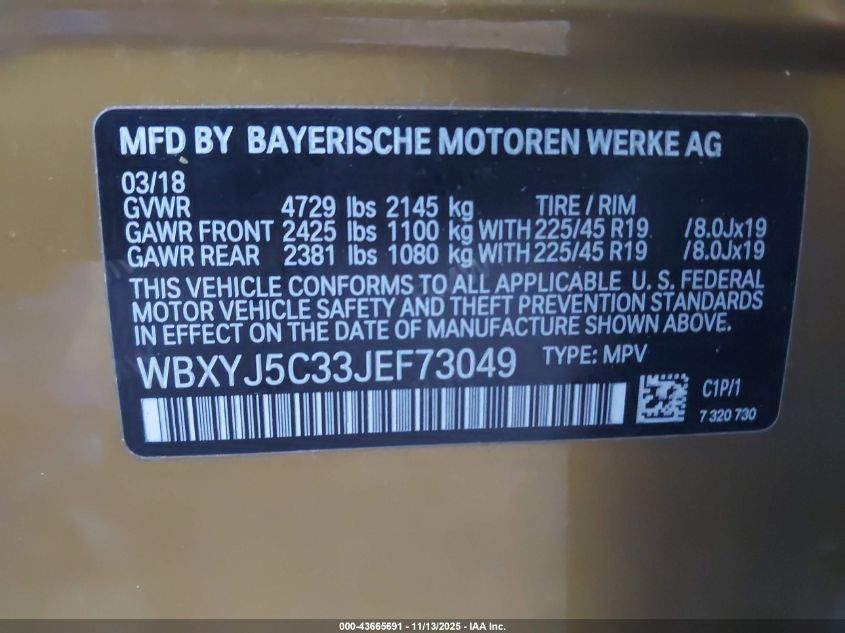 MFD BY BAYERISCHE MOTOREN WERKE AG
03/18
GVWR 4729 lbs 2145 kg TIRE / RIM
GAWR FRONT 2425 lbs 1100 kg WITH 225/45 R19 /8.0Jx19
GAWR REAR 2381 lbs 1080 kg WITH 225/45 R19 /8.0Jx19
THIS VEHICLE CONFORMS TO ALL APPLICABLE U. S. FEDERAL
MOTOR VEHICLE SAFETY AND THEFT PREVENTION STANDARDS
IN EFFECT ON THE DATE OF MANUFACTURE SHOWN ABOVE.
WBXYJ5C33JEF73049 TYPE: MPV
C1P/1
7 320 730
000-43665691 - 11/13/2025 - IAA Inc.